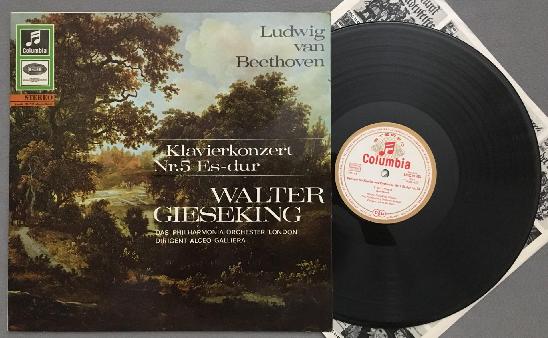 Columbia
STEREO
Ludwig
van
Beethoven
Klavierkonzert
Nr.5 Es-dur
WALTER
GIESEKING
DAS PHILHARMONIA ORCHESTER LONDON
DIRIGENT ALCEO GALLIERA
Columbia